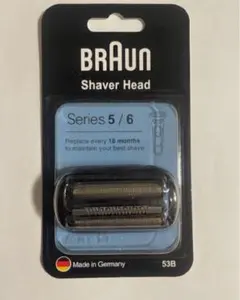 BRAUN
Shaver Head
Series 5 / 6
Replace every 18 months
to maintain your best shave
Made in Germany
53B